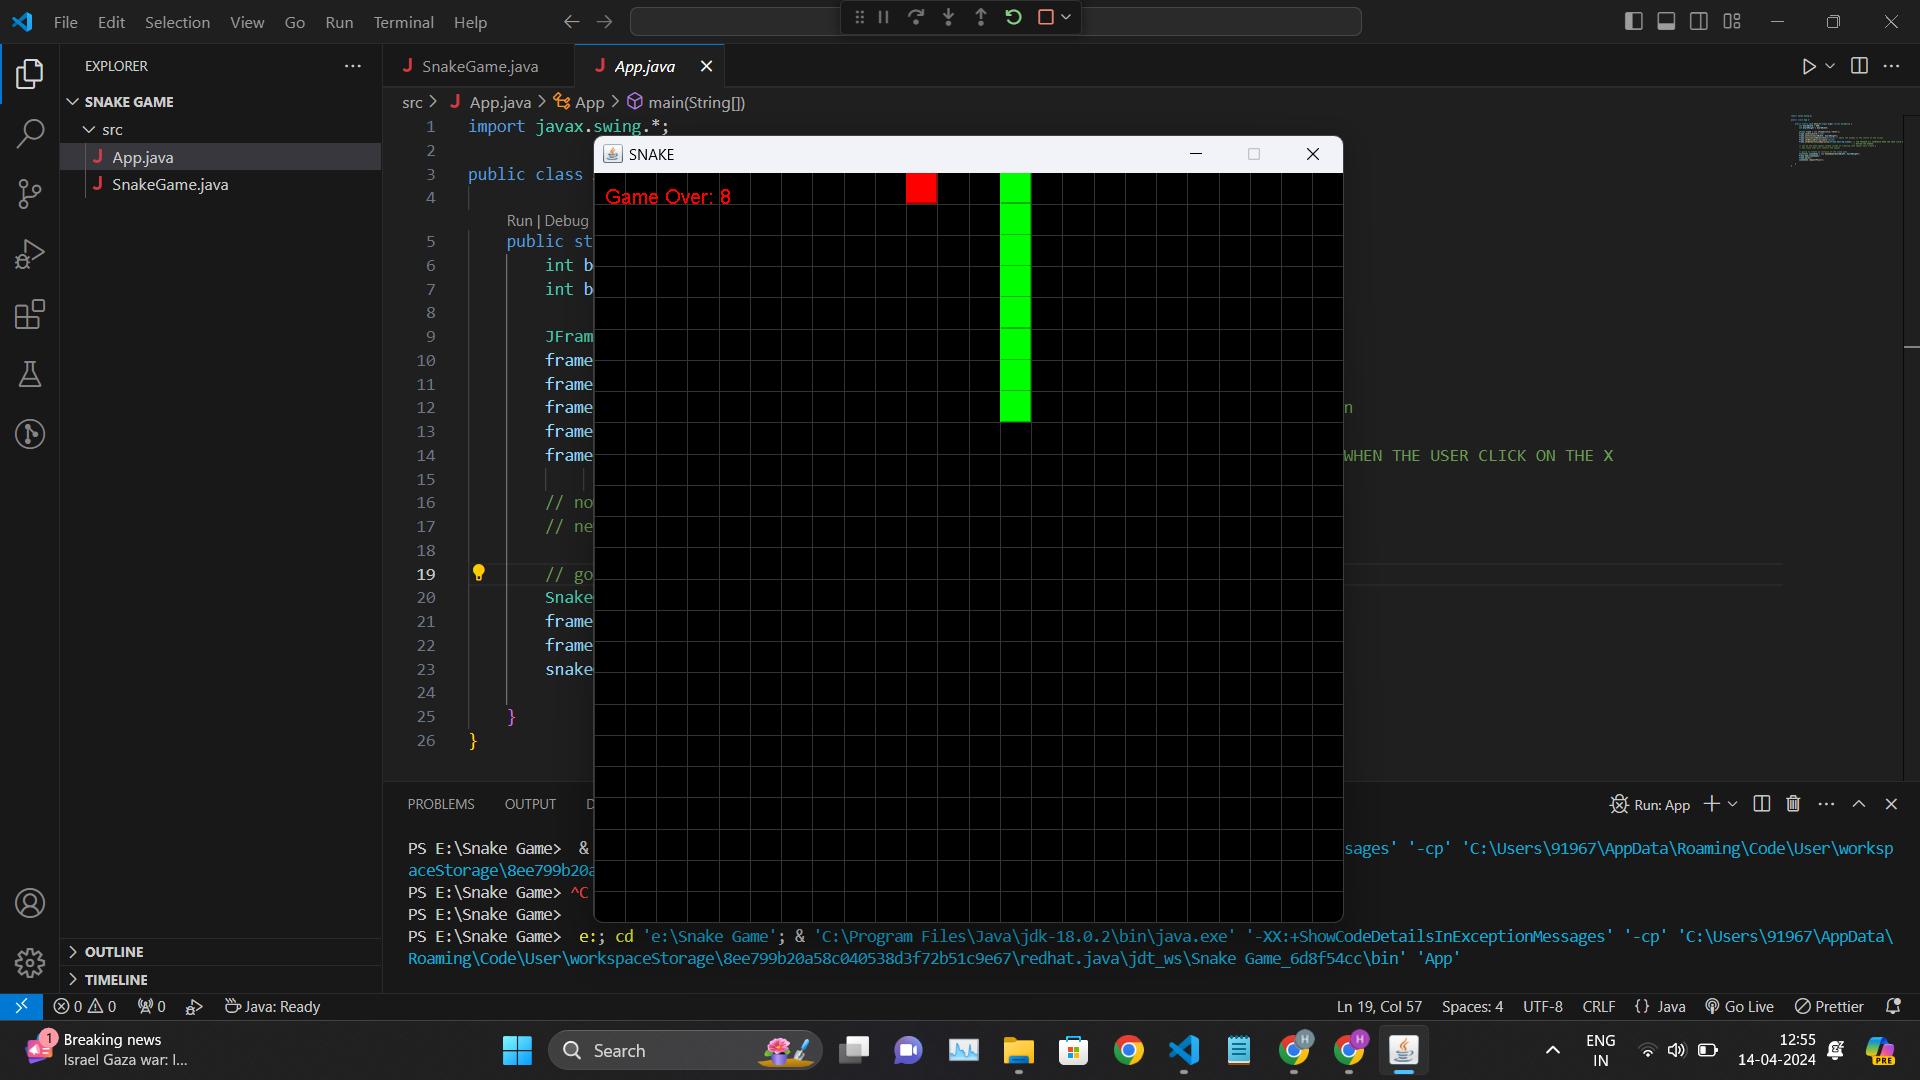 File Edit Selection View Go Run Terminal Help
EXPLORER
SNAKE GAME
src
App.java
SnakeGame.java
OUTLINE
TIMELINE
SnakeGame.java
App.java
src > App.java > App > main(String[])
1 import javax.swing.*;
2
3 public class
4
Run | Debug
5 public st
6 int b
7 int b
8
9 JFram
10 frame
11 frame
12 frame n
13 frame
14 frame WHEN THE USER CLICK ON THE X
15
16 // no
17 // ne
18
19 // go
20 Snake
21 frame
22 frame
23 snake
24
25 }
26 }
SNAKE
Game Over: 8
PROBLEMS OUTPUT D
Run: App
PS E:\Snake Game> & sages' '-cp' 'C:\Users\91967\AppData\Roaming\Code\User\worksp
aceStorage\8ee799b20a
PS E:\Snake Game> ^C
PS E:\Snake Game>
PS E:\Snake Game> e:; cd 'e:\Snake Game'; & 'C:\Program Files\Java\jdk-18.0.2\bin\java.exe' '-XX:+ShowCodeDetailsInExceptionMessages' '-cp' 'C:\Users\91967\AppData\
Roaming\Code\User\workspaceStorage\8ee799b20a58c040538d3f72b51c9e67\redhat.java\jdt_ws\Snake Game_6d8f54cc\bin' 'App'
0 0 0 Java: Ready
Ln 19, Col 57 Spaces: 4 UTF-8 CRLF {} Java Go Live Prettier
1
Breaking news
Israel Gaza war: I...
Search
H
H
ENG
IN
12:55
14-04-2024
PRE